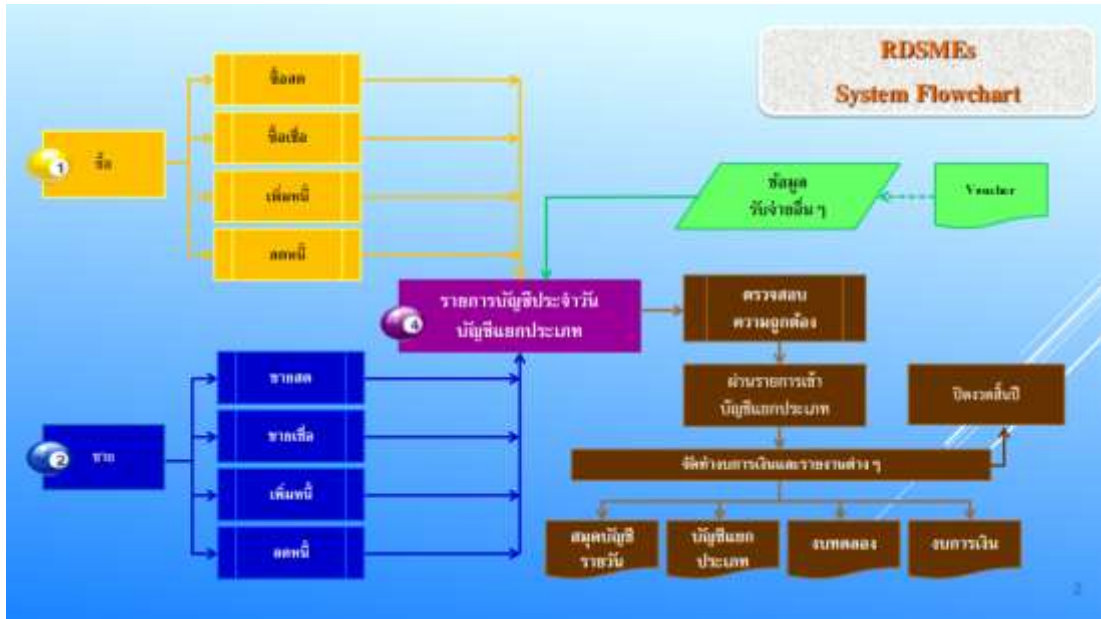 RDSMEs
System Flowchart
ซื้อสด
ซื้อเชื่อ
1
ซื้อ
เพิ่มหนี้
ลดหนี้
ข้อมูล
รับจ่ายอื่น ๆ
Voucher
4
รายการบัญชีประจำวัน
บัญชีแยกประเภท
ตรวจสอบ
ความถูกต้อง
ขายสด
ขายเชื่อ
2
ขาย
เพิ่มหนี้
ลดหนี้
ผ่านรายการเข้า
บัญชีแยกประเภท
ปิดงวดสิ้นปี
จัดทำงบการเงินและรายงานต่าง ๆ
สมุดบัญชี
รายวัน
บัญชีแยก
ประเภท
งบทดลอง
งบการเงิน
2